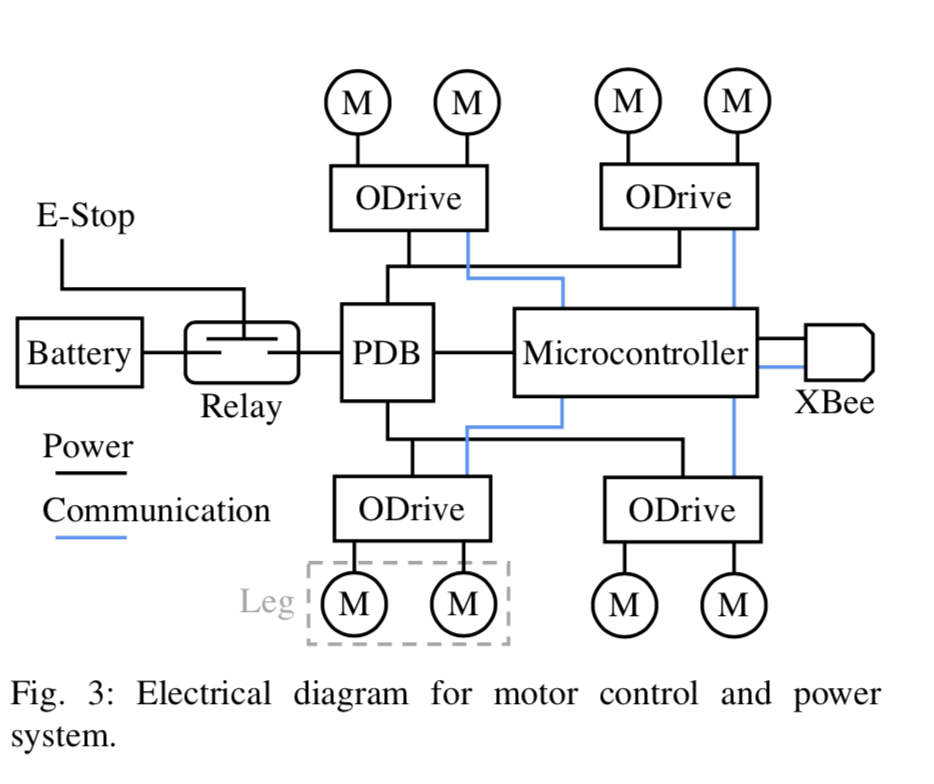 M M M M
ODrive ODrive
E-Stop
Battery PDB Microcontroller
Relay XBee
Power
Communication
ODrive ODrive
Leg M M M M
Fig. 3: Electrical diagram for motor control and power
system.